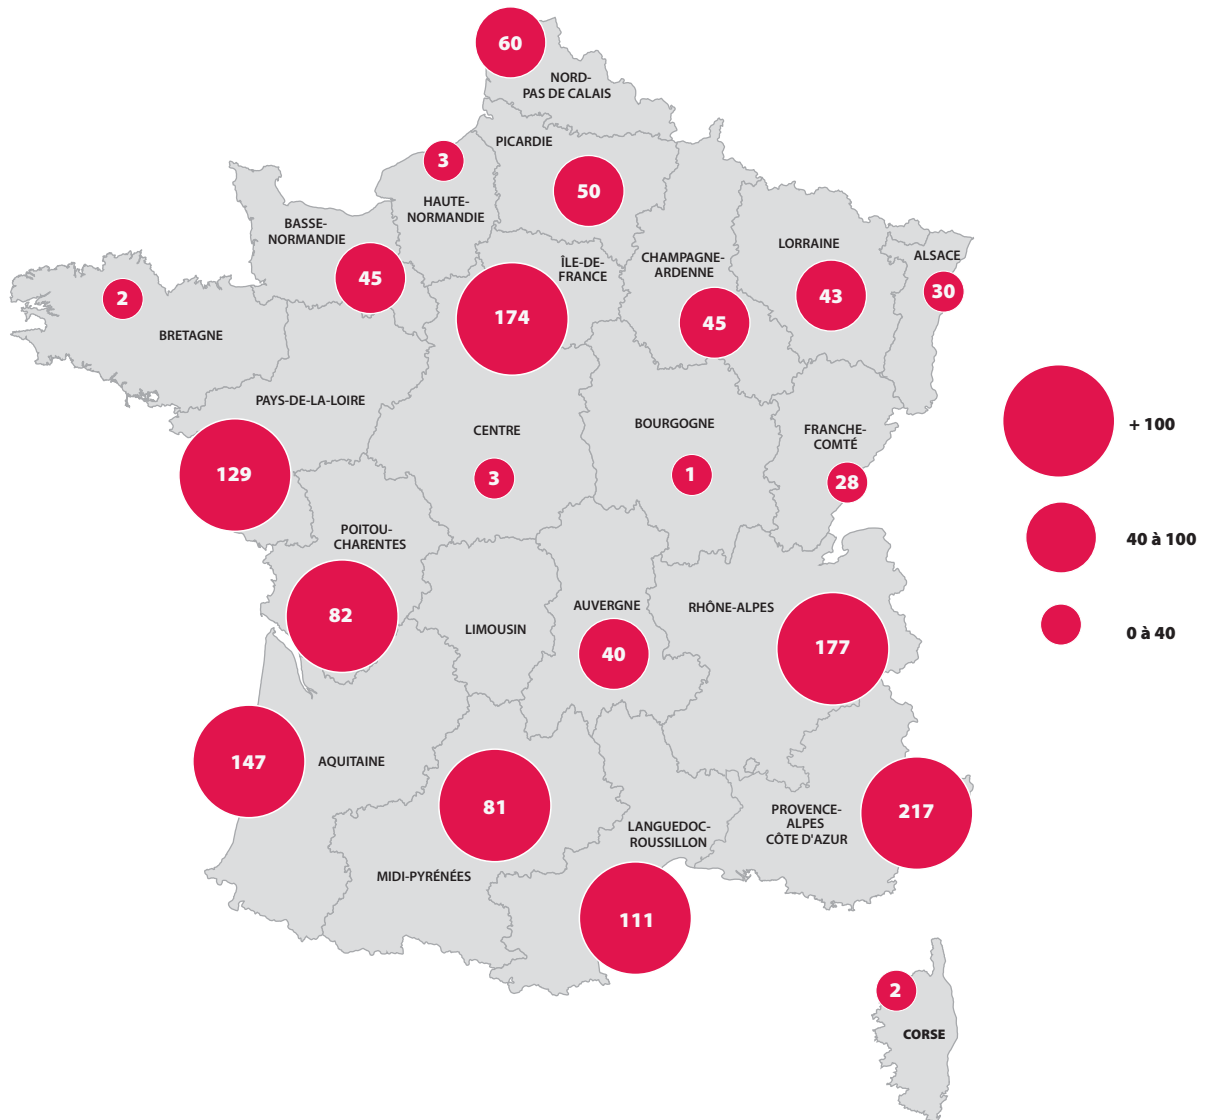 60
NORD-
PAS DE CALAIS
PICARDIE
3
50
HAUTE-
NORMANDIE
BASSE-
NORMANDIE
45
ÎLE-DE-
FRANCE
174
CHAMPAGNE-
ARDENNE
45
LORRAINE
43
ALSACE
30
2
BRETAGNE
PAYS-DE-LA-LOIRE
129
CENTRE
3
BOURGOGNE
1
FRANCHE-
COMTÉ
28
POITOU-
CHARENTES
82
LIMOUSIN
AUVERGNE
40
RHÔNE-ALPES
177
147
AQUITAINE
81
MIDI-PYRÉNÉES
LANGUEDOC-
ROUSSILLON
111
PROVENCE-
ALPES
CÔTE D'AZUR
217
2
CORSE
+ 100
40 à 100
0 à 40